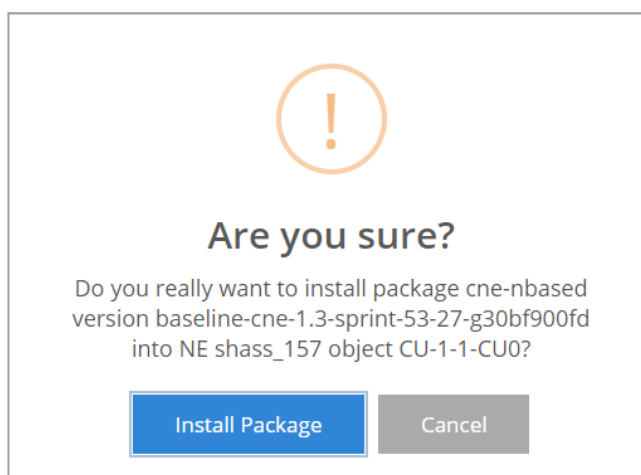 !
Are you sure?
Do you really want to install package cne-nbased
version baseline-cne-1.3-sprint-53-27-g30bf900fd
into NE shass_157 object CU-1-1-CU0?
Install Package
Cancel